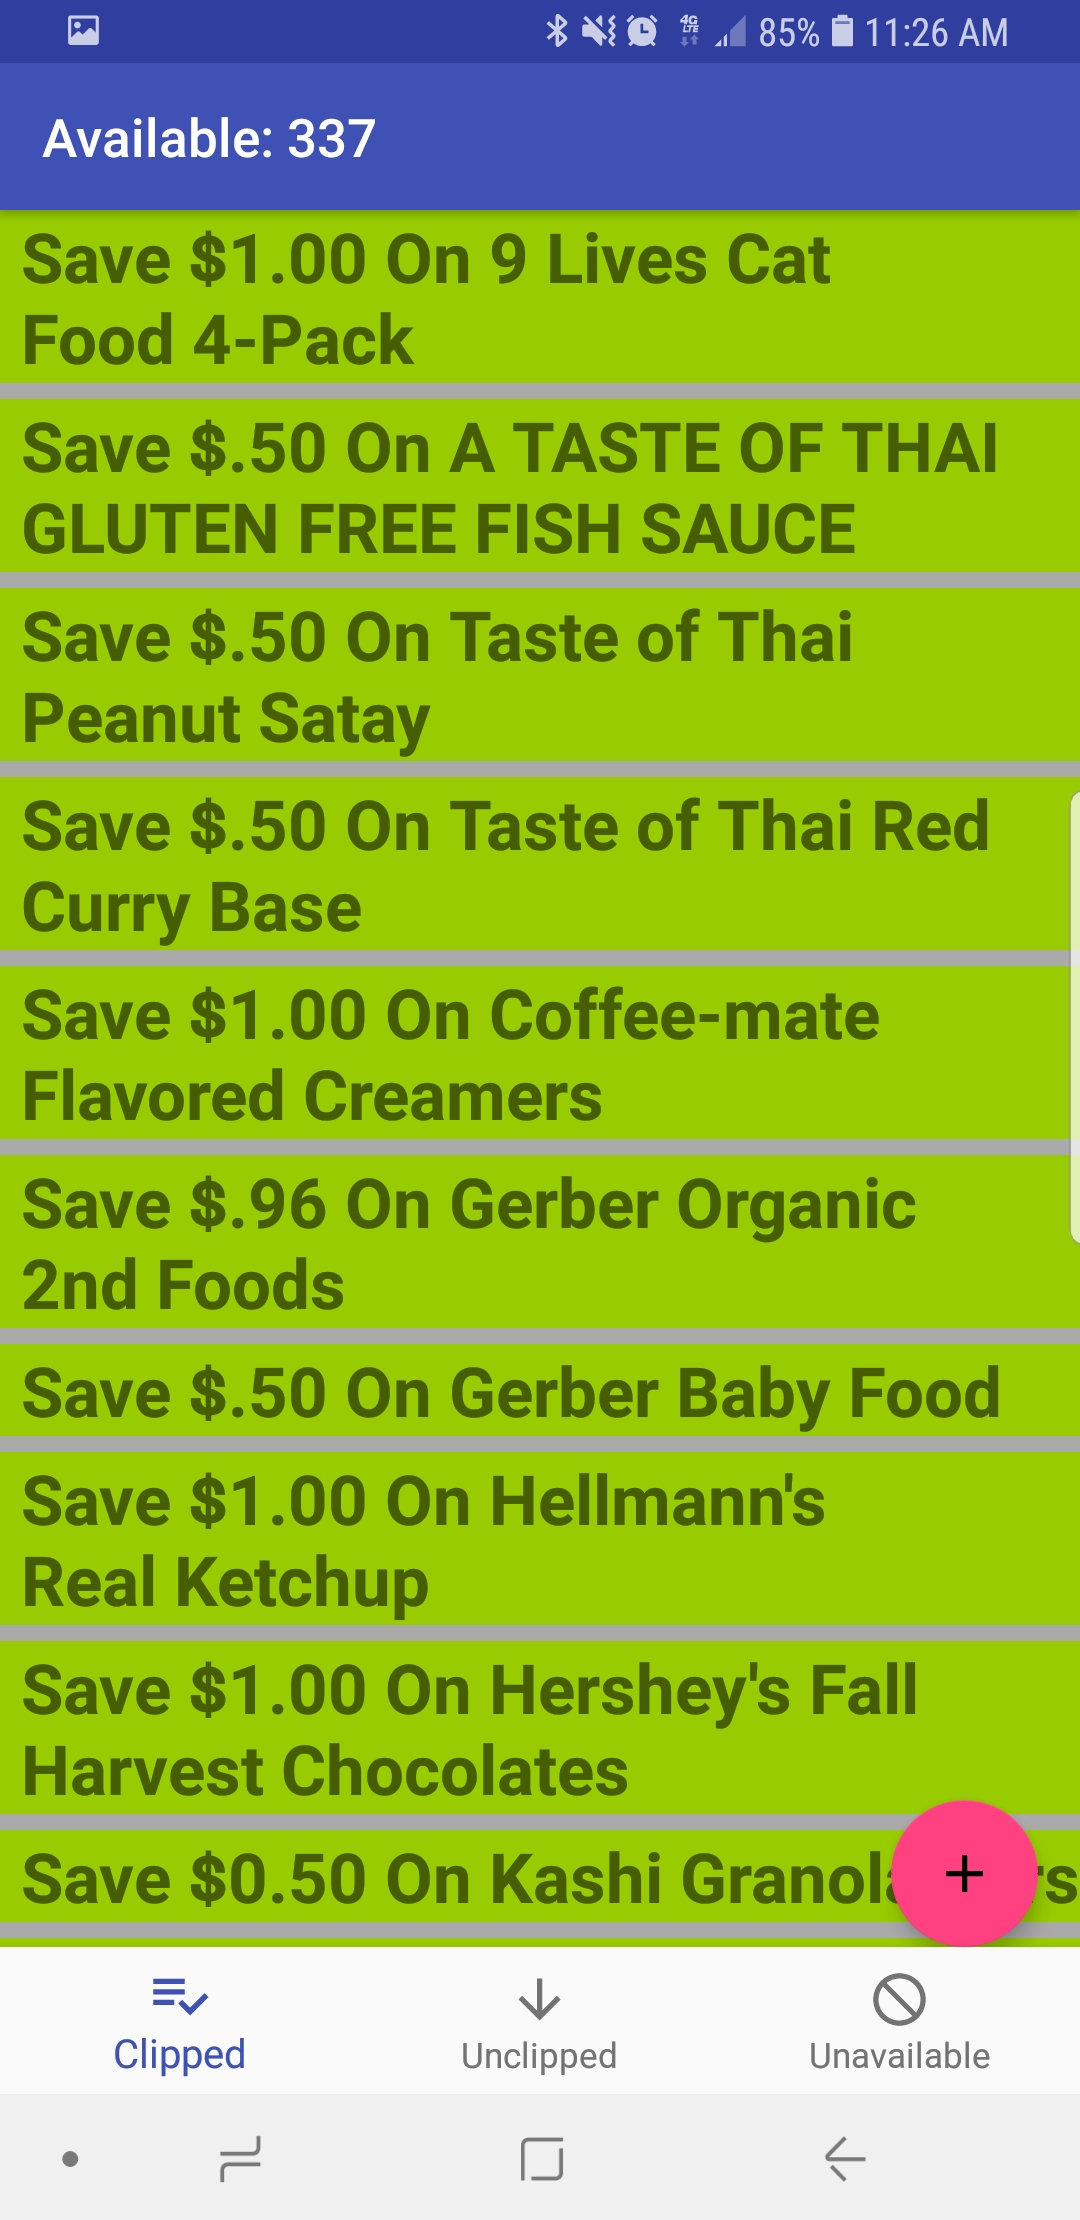 4G LTE 85% 11:26 AM
Available: 337
Save $1.00 On 9 Lives Cat
Food 4-Pack
Save $.50 On A TASTE OF THAI
GLUTEN FREE FISH SAUCE
Save $.50 On Taste of Thai
Peanut Satay
Save $.50 On Taste of Thai Red
Curry Base
Save $1.00 On Coffee-mate
Flavored Creamers
Save $.96 On Gerber Organic
2nd Foods
Save $.50 On Gerber Baby Food
Save $1.00 On Hellmann's
Real Ketchup
Save $1.00 On Hershey's Fall
Harvest Chocolates
Save $0.50 On Kashi
Clipped
Unclipped
Unavailable